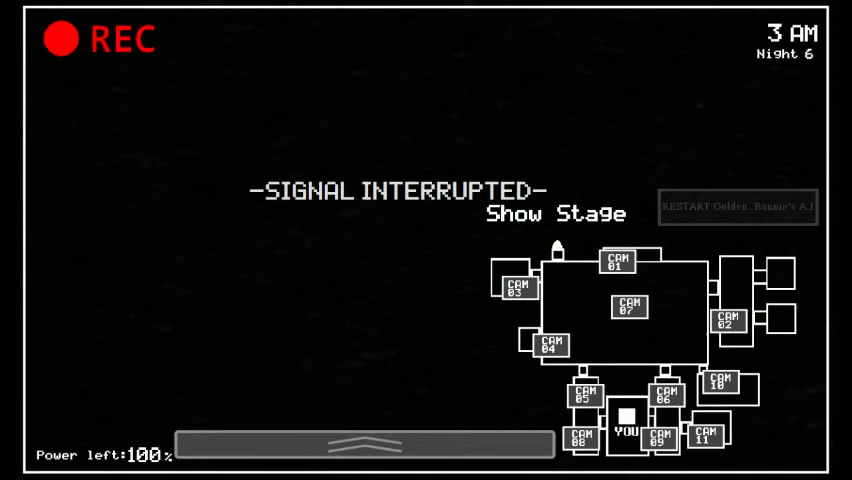 REC
3 AM
Night 6
-SIGNAL INTERRUPTED-
Show Stage
RESTART Golden Bonnie's A.I
CAM 01
CAM 03
CAM 07
CAM 02
CAM 04
CAM 10
CAM 05
CAM 06
YOU
CAM 08
CAM 09
CAM 11
Power left:100%